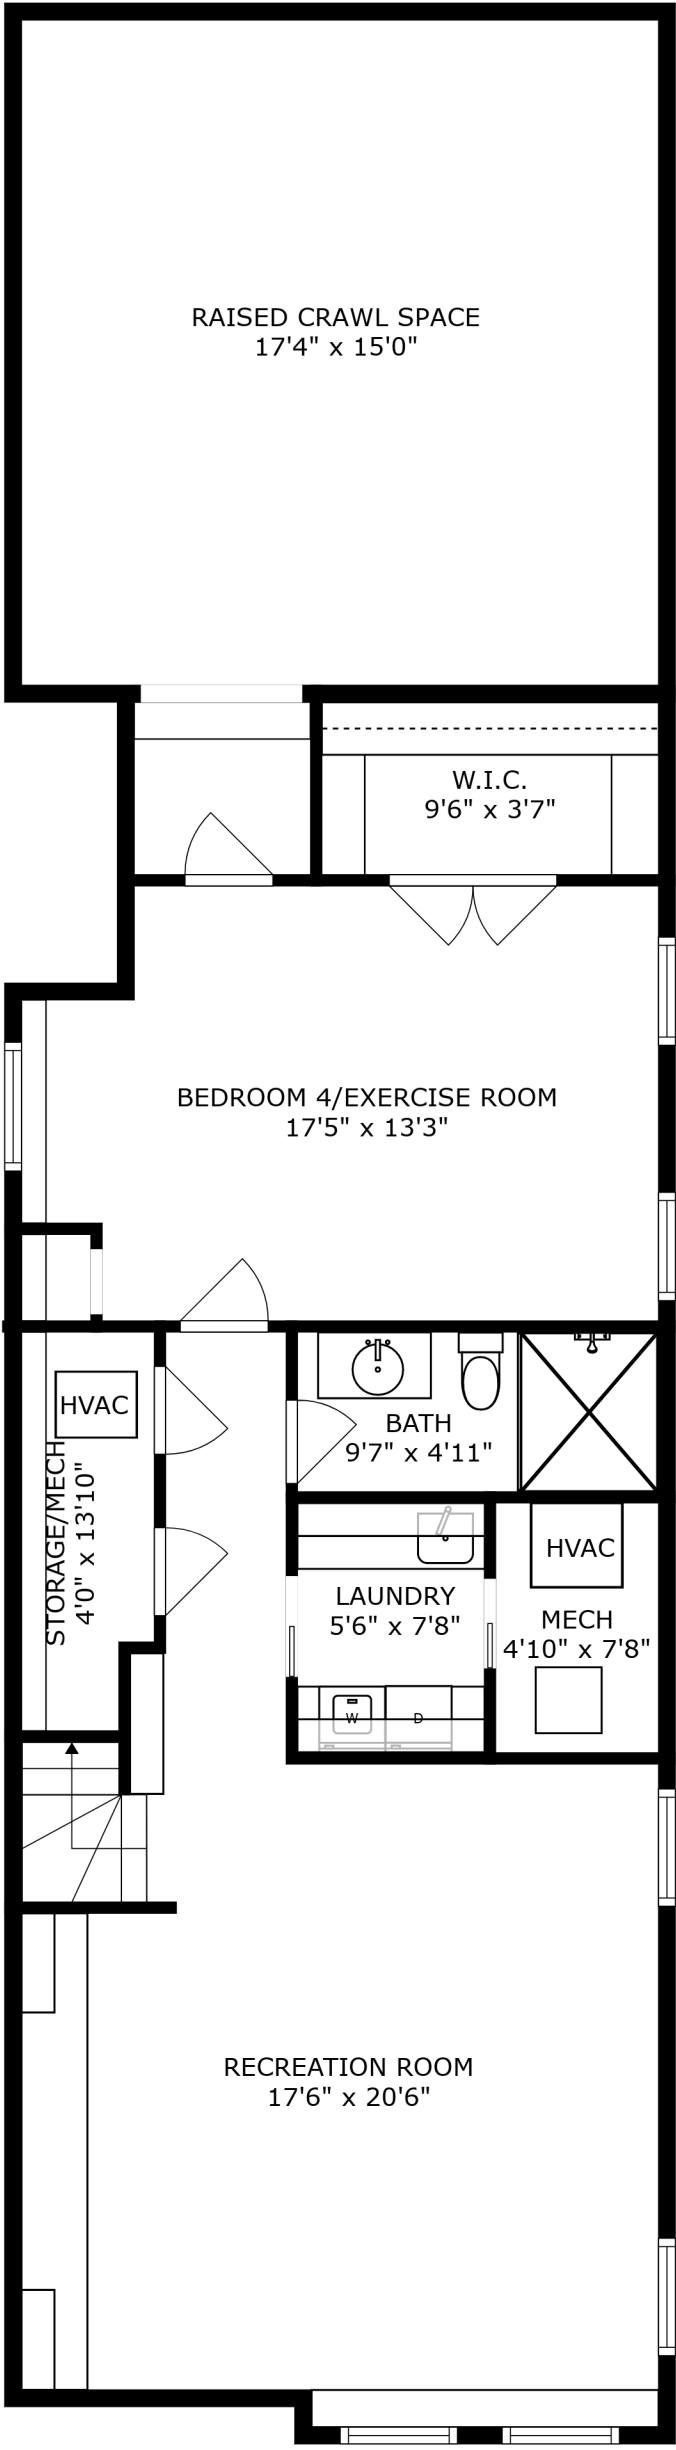 RAISED CRAWL SPACE
17'4" x 15'0"
W.I.C.
9'6" x 3'7"
BEDROOM 4/EXERCISE ROOM
17'5" x 13'3"
HVAC
STORAGE/MECH
4'0" x 13'10"
BATH
9'7" x 4'11"
HVAC
LAUNDRY
5'6" x 7'8"
MECH
4'10" x 7'8"
W
D
RECREATION ROOM
17'6" x 20'6"